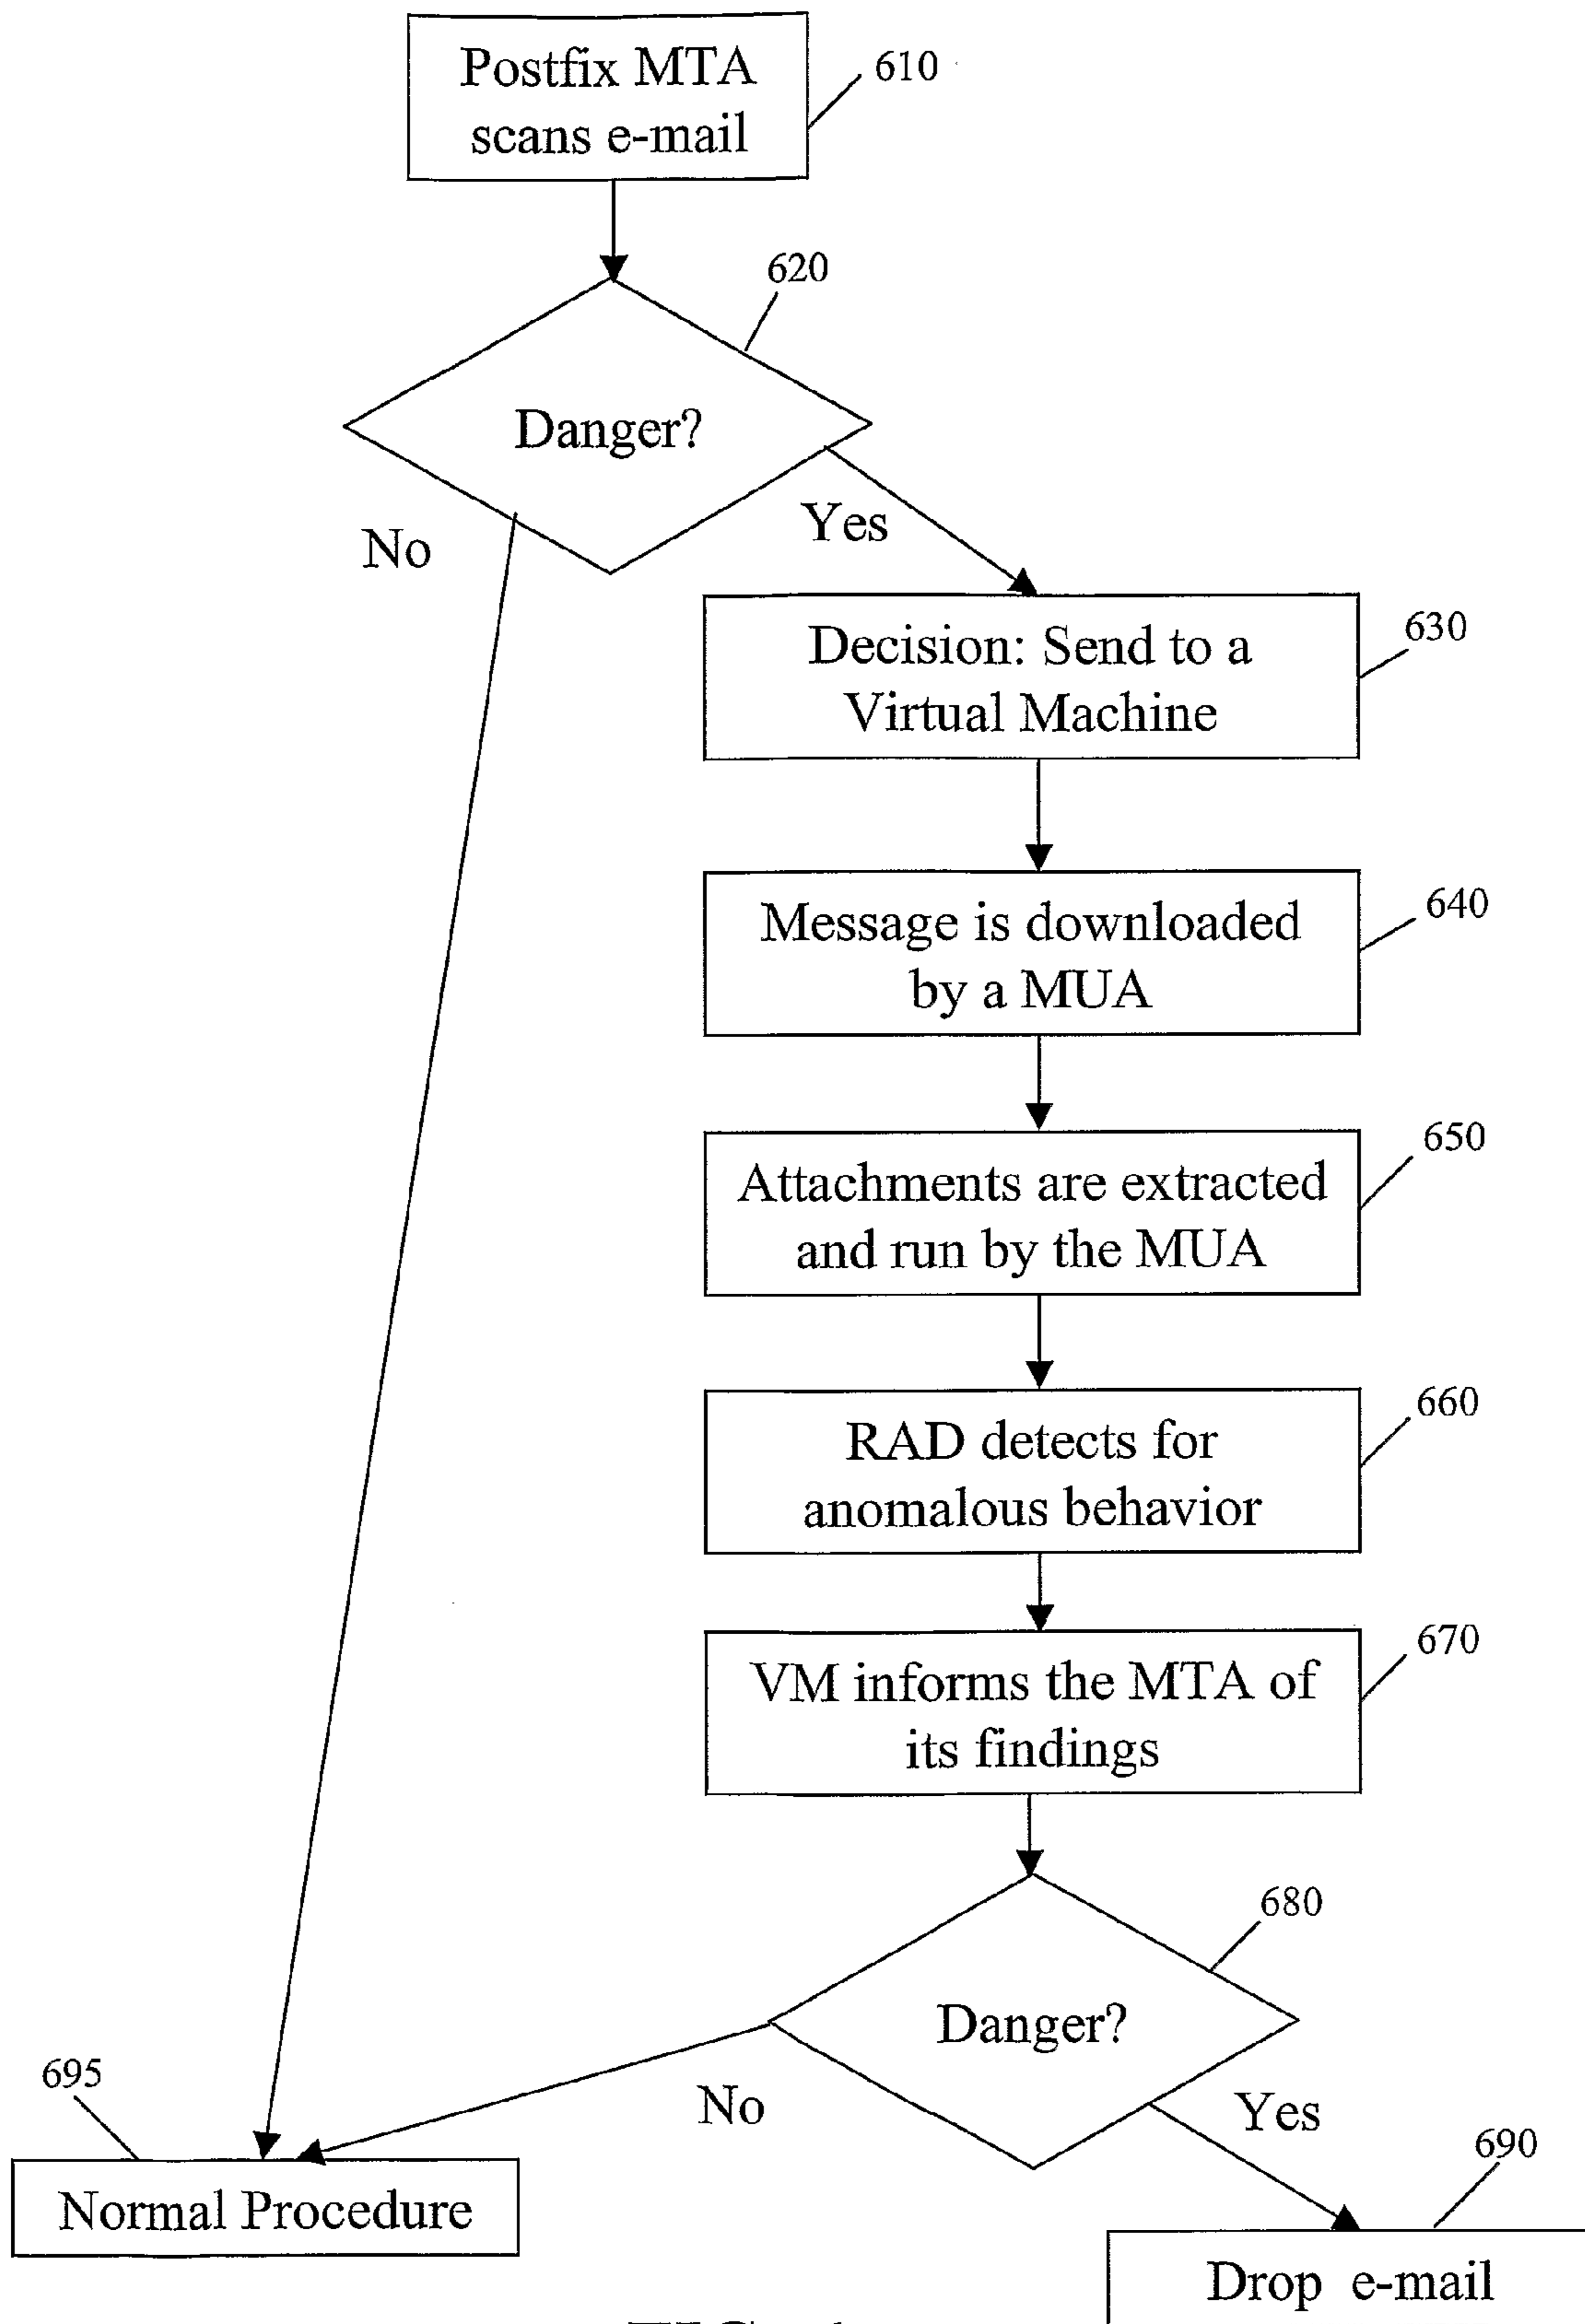 Postfix MTA
scans e-mail
610
620
Danger?
No
Yes
Decision: Send to a
Virtual Machine
630
Message is downloaded
by a MUA
640
Attachments are extracted
and run by the MUA
650
RAD detects for
anomalous behavior
660
VM informs the MTA of
its findings
670
680
Danger?
No
Yes
695
Normal Procedure
690
Drop e-mail